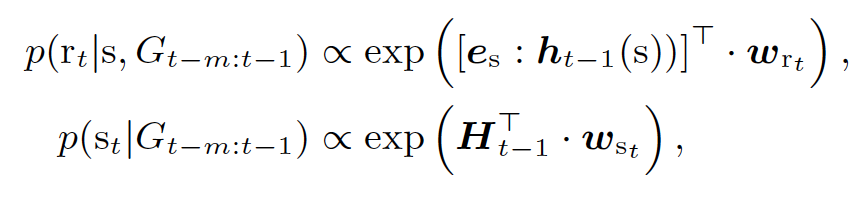 p(r_t|s, G_{t−m:t−1}) ∝ exp([e_s : h_{t−1}(s))]^⊤ · w_{r_t}),
p(s_t|G_{t−m:t−1}) ∝ exp(H_{t−1}^⊤ · w_{s_t}),